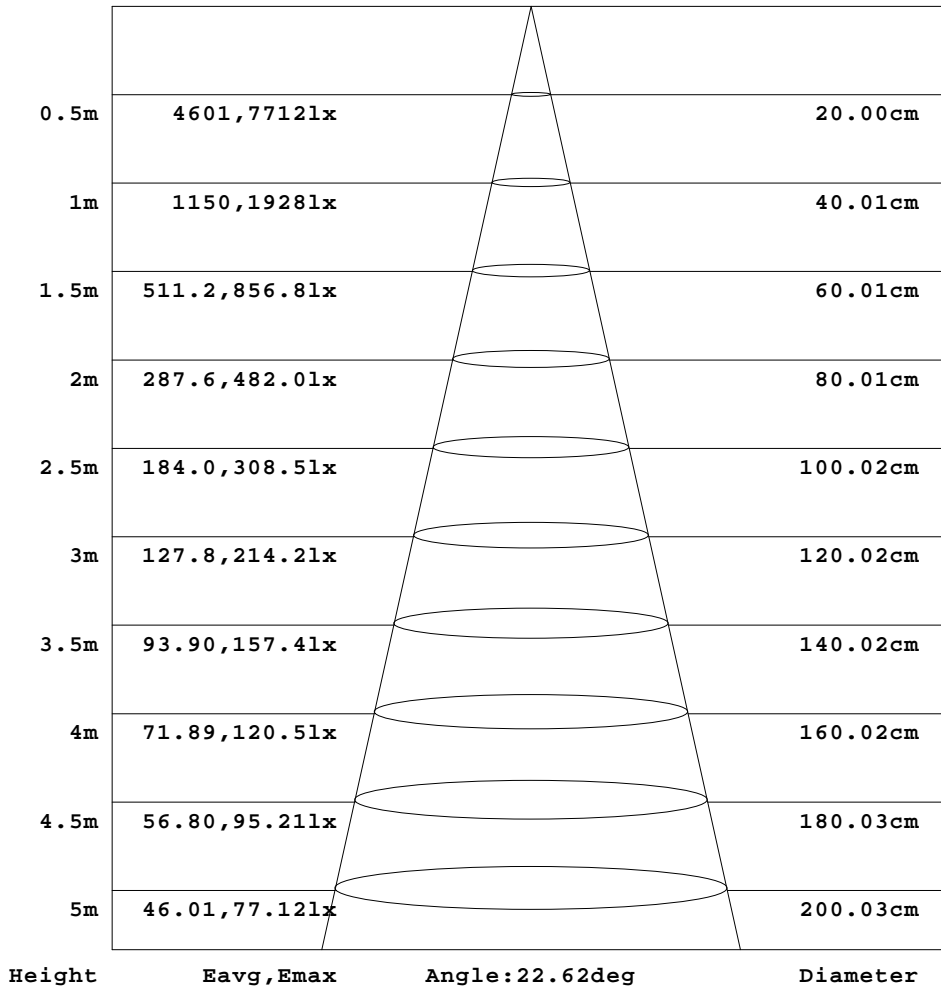 0.5m 4601,7712lx 20.00cm
1m 1150,1928lx 40.01cm
1.5m 511.2,856.8lx 60.01cm
2m 287.6,482.0lx 80.01cm
2.5m 184.0,308.5lx 100.02cm
3m 127.8,214.2lx 120.02cm
3.5m 93.90,157.4lx 140.02cm
4m 71.89,120.5lx 160.02cm
4.5m 56.80,95.21lx 180.03cm
5m 46.01,77.12lx 200.03cm
Height Eavg,Emax Angle:22.62deg Diameter